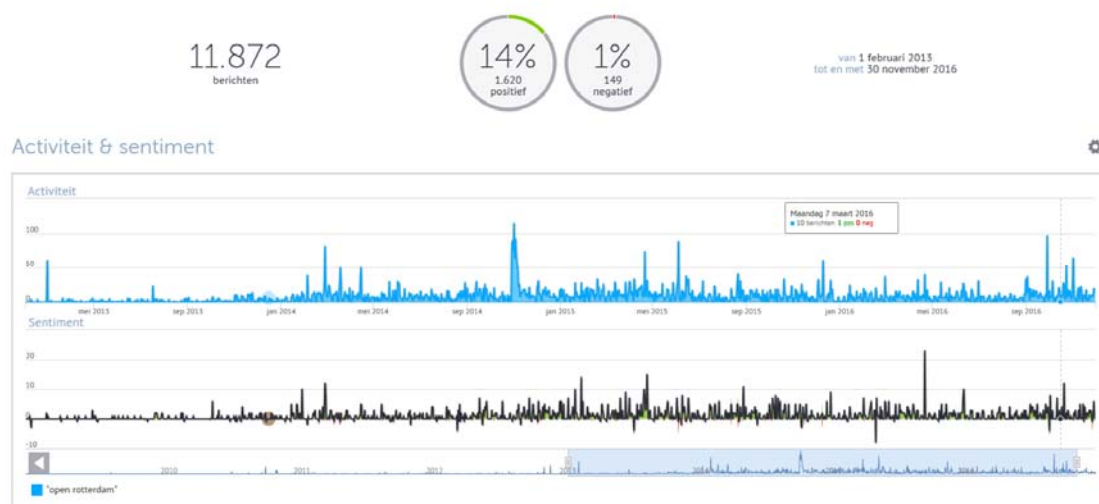 11.872
berichten
14%
1.620
positief
1%
149
negatief
van 1 februari 2013
tot en met 30 november 2016
Activiteit & sentiment
Activiteit
Maandag 7 maart 2016
10 berichten 1 pos 0 neg
100
50
0
mei 2013 sep 2013 jan 2014 mei 2014 sep 2014 jan 2015 mei 2015 sep 2015 jan 2016 mei 2016 sep 2016
Sentiment
20
10
0
-10
2010 2011 2012 2013
"open rotterdam"